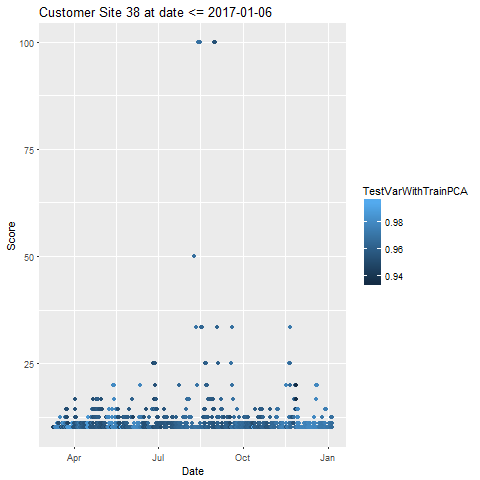 Customer Site 38 at date <= 2017-01-06
100
75
50
25
Score
Apr
Jul
Oct
Jan
Date
TestVarWithTrainPCA
0.98
0.96
0.94